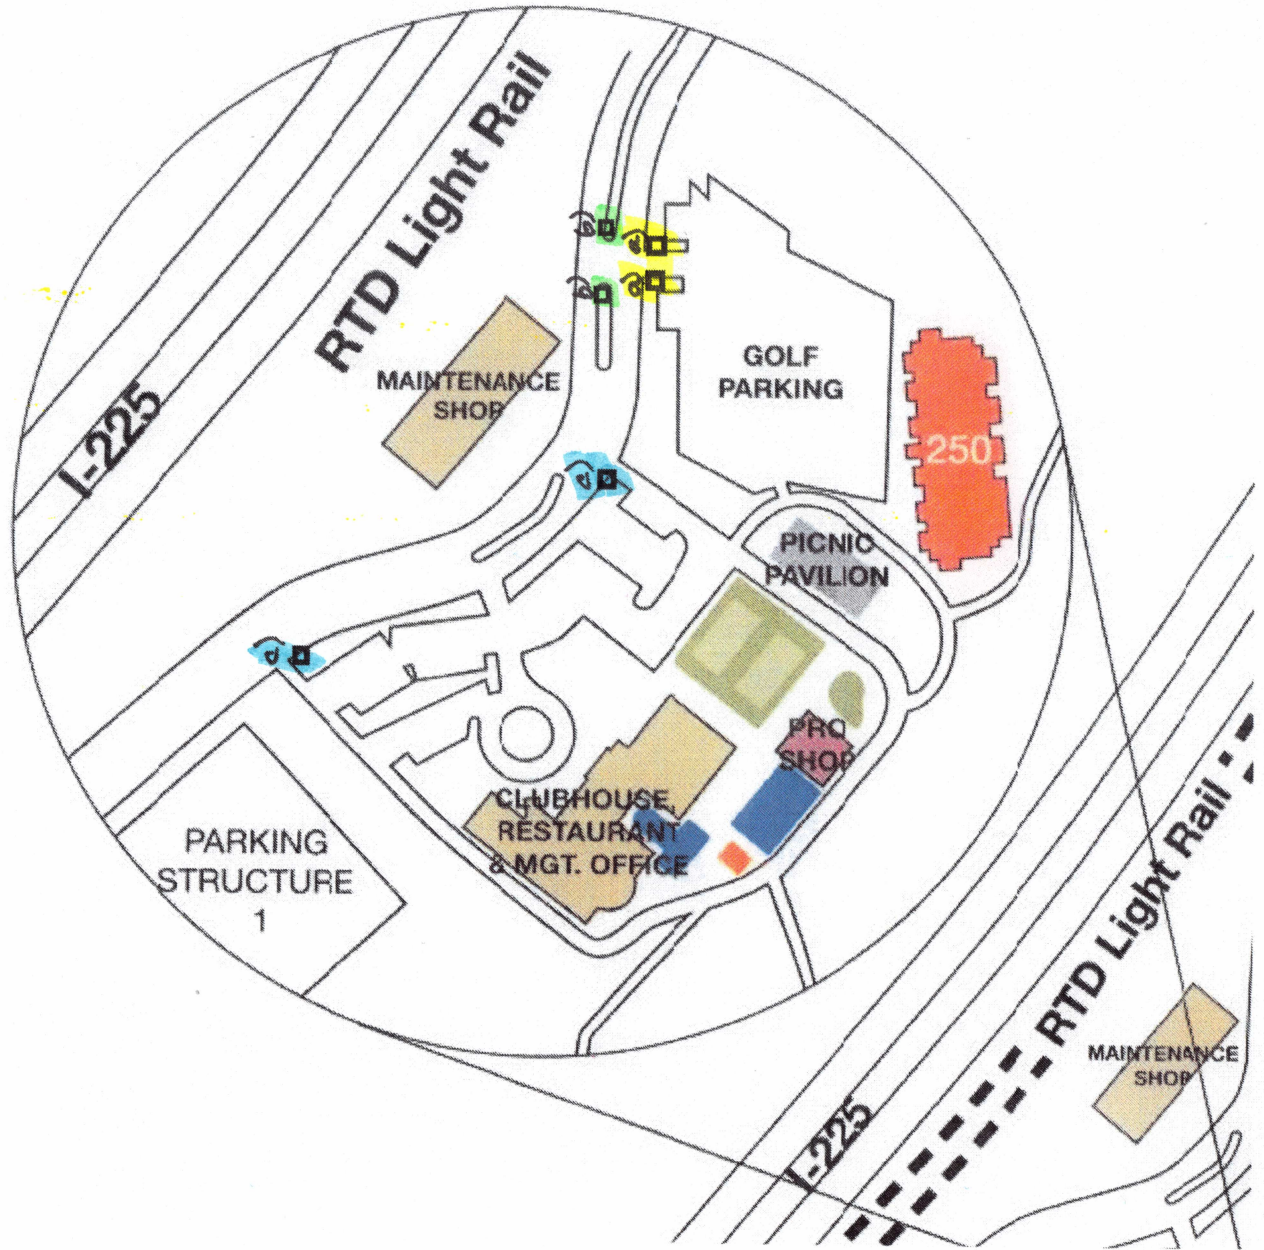 RTD Light Rail
I-225
MAINTENANCE
SHOP
GOLF
PARKING
250
PICNIC
PAVILION
PRO
SHOP
CLUBHOUSE,
RESTAURANT
& MGT. OFFICE
PARKING
STRUCTURE
1
RTD Light Rail
I-225
MAINTENANCE
SHOP